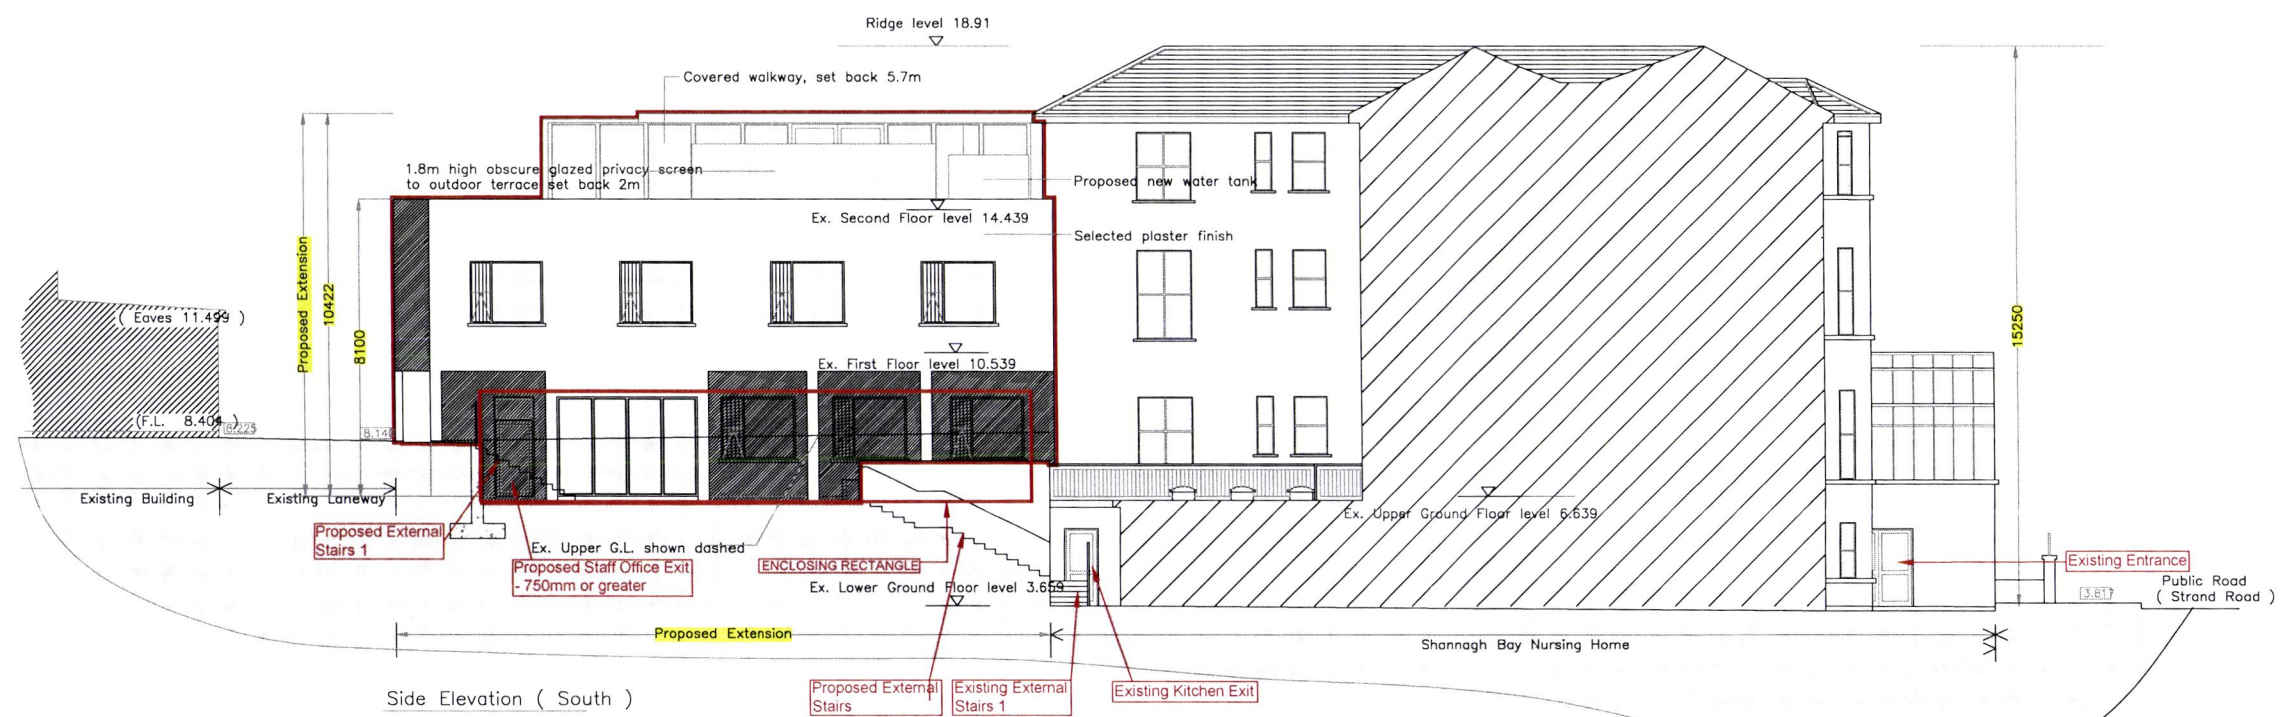 Ridge level 18.91
Covered walkway, set back 5.7m
1.8m high obscure glazed privacy screen
to outdoor terrace set back 2m
Proposed new water tank
Ex. Second Floor level 14.439
Selected plaster finish
Proposed Extension
10422
8100
15250
( Eaves 11.499 )
Ex. First Floor level 10.539
(F.L. 8.404 )
8.225
8.140
Existing Building
Existing Laneway
Ex. Upper Ground Floor level 6.639
Proposed External
Stairs 1
Ex. Upper G.L. shown dashed
Proposed Staff Office Exit
- 750mm or greater
ENCLOSING RECTANGLE
Ex. Lower Ground Floor level 3.659
Existing Entrance
Public Road
( Strand Road )
3.817
Proposed Extension
Shannagh Bay Nursing Home
Proposed External
Stairs
Existing External
Stairs 1
Existing Kitchen Exit
Side Elevation ( South )